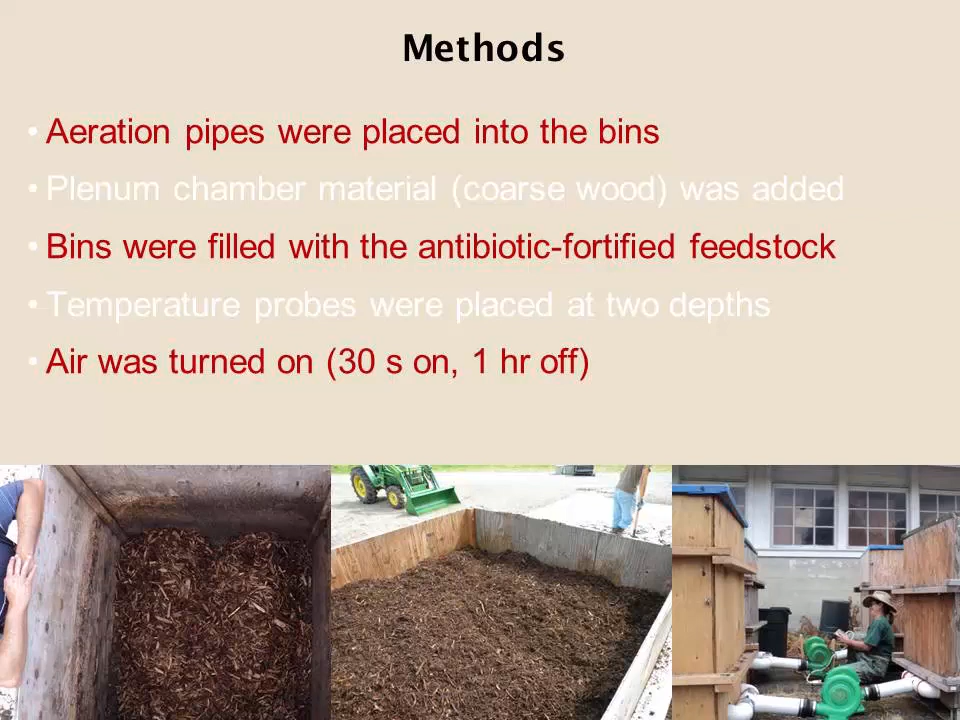 Methods
• Aeration pipes were placed into the bins
• Plenum chamber material (coarse wood) was added
• Bins were filled with the antibiotic-fortified feedstock
• Temperature probes were placed at two depths
• Air was turned on (30 s on, 1 hr off)